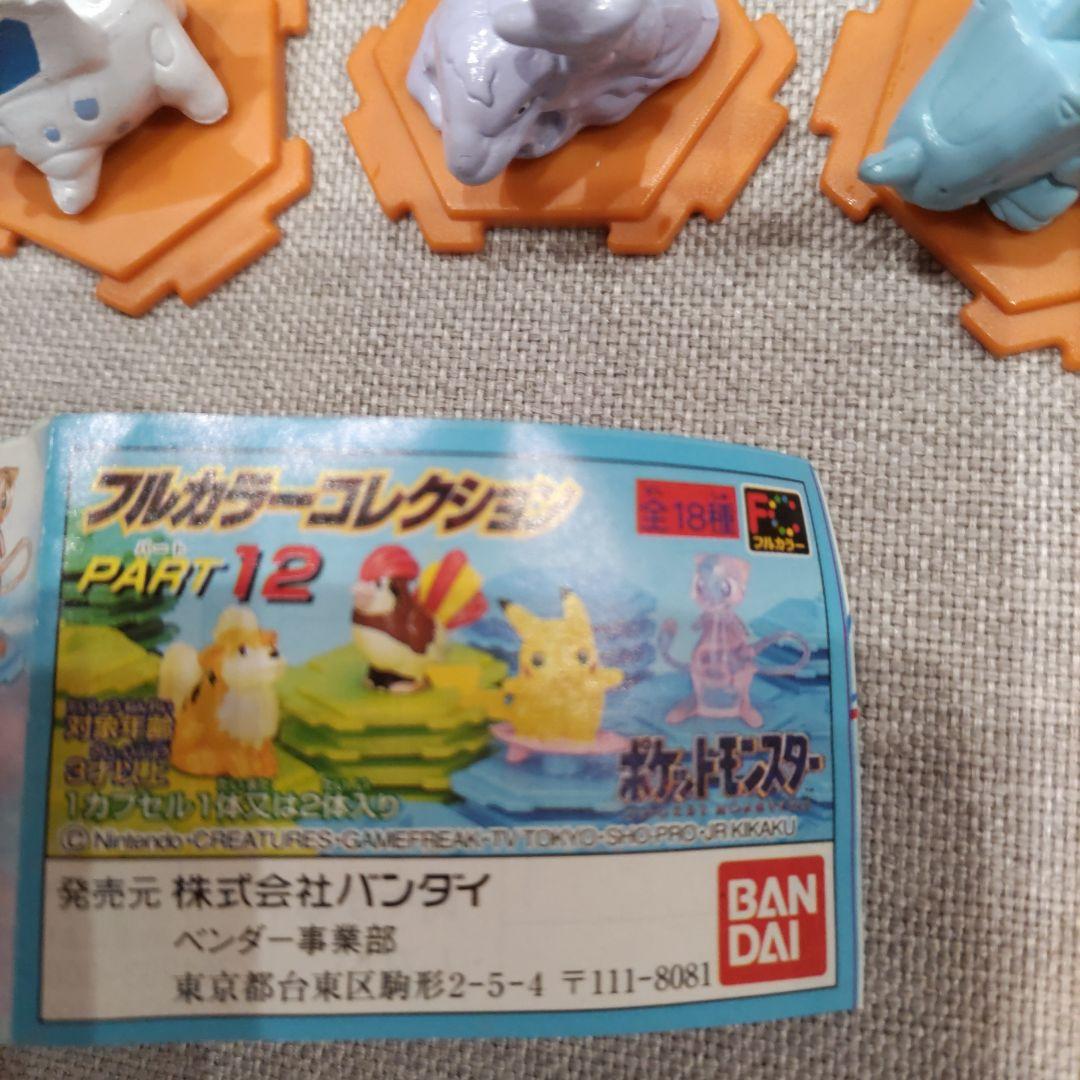 フルカラーコレクション
全18種
FC
フルカラー
パート
PART 12
対象年齢
3才以上
1カプセル1体又は2体入り
ポケットモンスター
POCKET MONSTERS
©Nintendo・CREATURES・GAMEFREAK・TV TOKYO・SHO-PRO・JR KIKAKU
発売元 株式会社バンダイ
ベンダー事業部
東京都台東区駒形2-5-4 〒111-8081
BAN
DAI